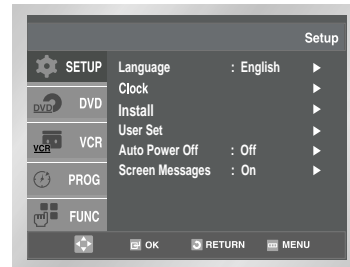 Setup
SETUP
DVD DVD
VCR VCR
PROG
FUNC
Language : English
Clock
Install
User Set
Auto Power Off : Off
Screen Messages : On
OK RETURN MENU